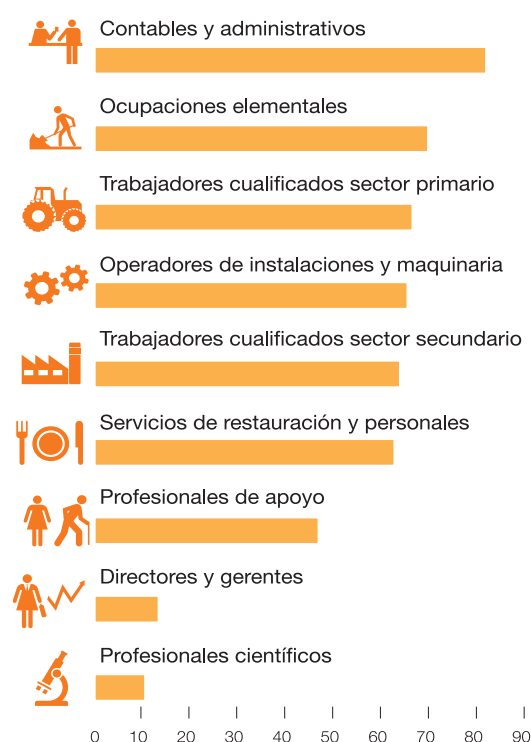 Contables y administrativos
Ocupaciones elementales
Trabajadores cualificados sector primario
Operadores de instalaciones y maquinaria
Trabajadores cualificados sector secundario
Servicios de restauración y personales
Profesionales de apoyo
Directores y gerentes
Profesionales científicos
0 10 20 30 40 50 60 70 80 90